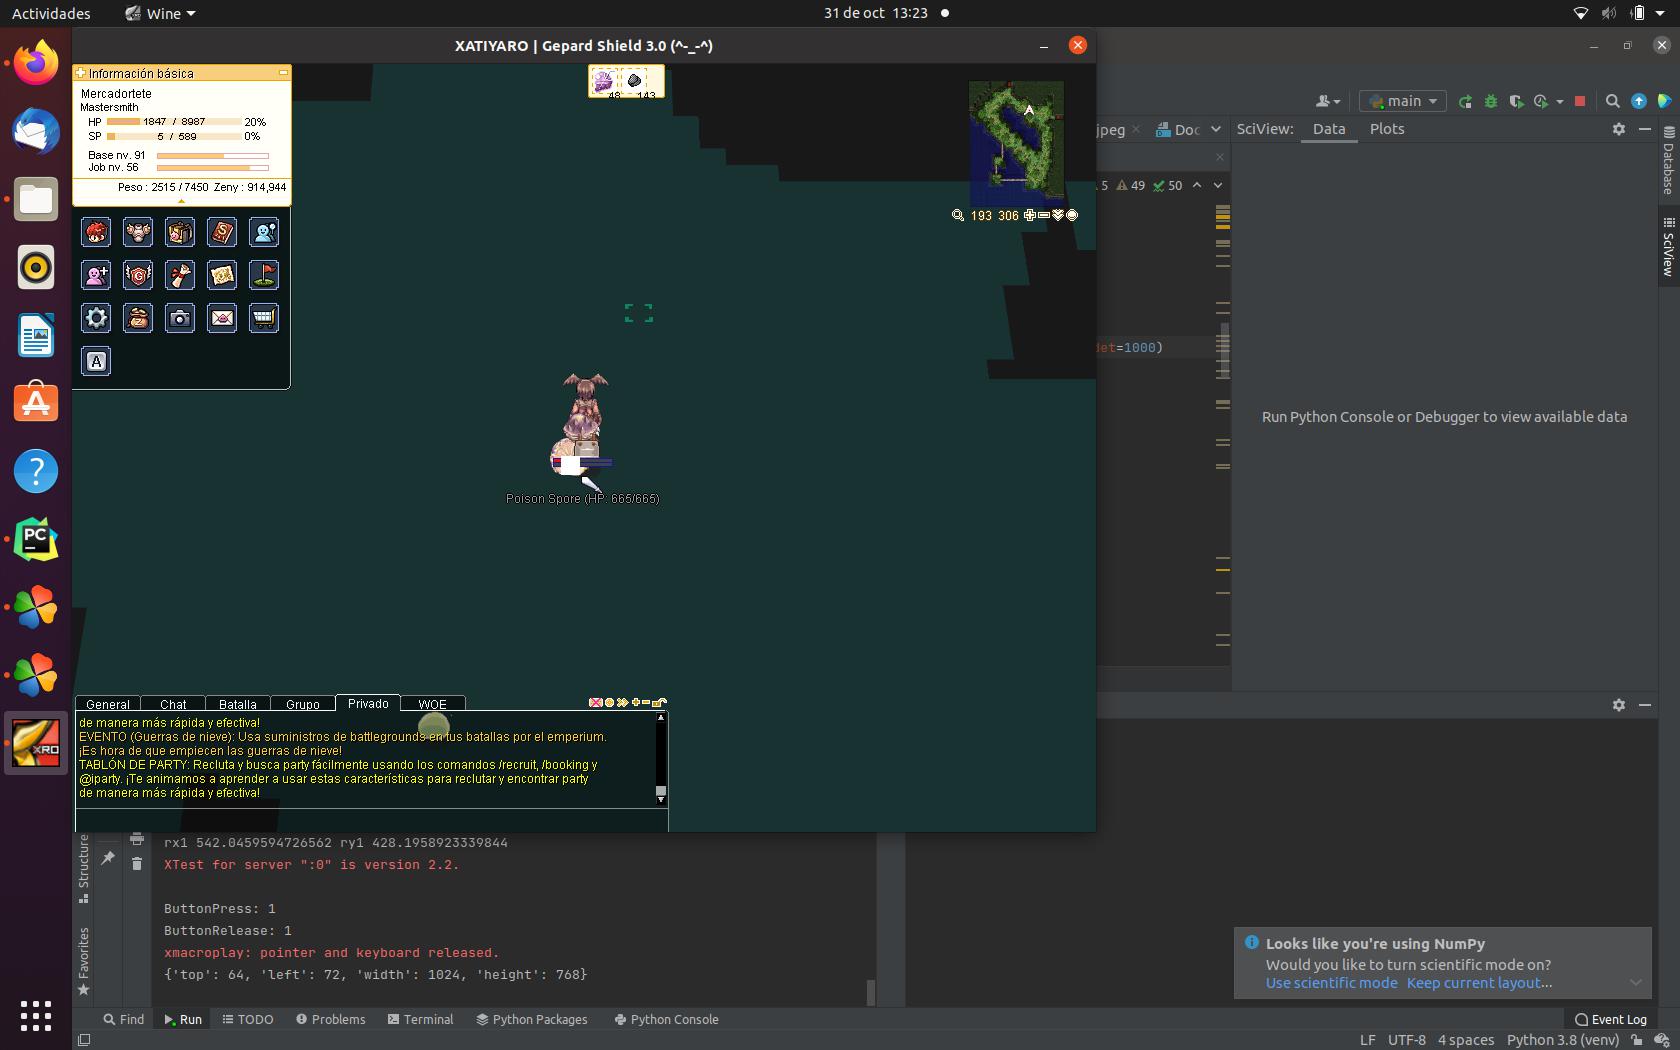 Actividades
Wine
31 de oct 13:23
XATIYARO | Gepard Shield 3.0 (^-_-^)
Información básica
Mercadortete
Mastersmith
HP 1847 / 8987 20%
SP 5 / 589 0%
Base nv. 91
Job nv. 56
Peso : 2515 / 7450 Zeny : 914,944
48 143
193 306
Poison Spore (HP: 665/665)
General Chat Batalla Grupo Privado WOE
de manera más rápida y efectiva!
EVENTO (Guerras de nieve): Usa suministros de battlegrounds en tus batallas por el emperium.
¡Es hora de que empiecen las guerras de nieve!
TABLÓN DE PARTY: Recluta y busca party fácilmente usando los comandos /recruit, /booking y
@iparty. ¡Te animamos a aprender a usar estas características para reclutar y encontrar party
de manera más rápida y efectiva!
main
jpeg
Doc
SciView: Data Plots
5 49 50
det=1000)
Run Python Console or Debugger to view available data
Database
SciView
Structure
Favorites
rx1 542.0459594726562 ry1 428.1958923339844
XTest for server ":0" is version 2.2.
ButtonPress: 1
ButtonRelease: 1
xmacroplay: pointer and keyboard released.
{'top': 64, 'left': 72, 'width': 1024, 'height': 768}
Looks like you're using NumPy
Would you like to turn scientific mode on?
Use scientific mode Keep current layout...
Find Run TODO Problems Terminal Python Packages Python Console
Event Log
LF UTF-8 4 spaces Python 3.8 (venv)
PC
XRO
A